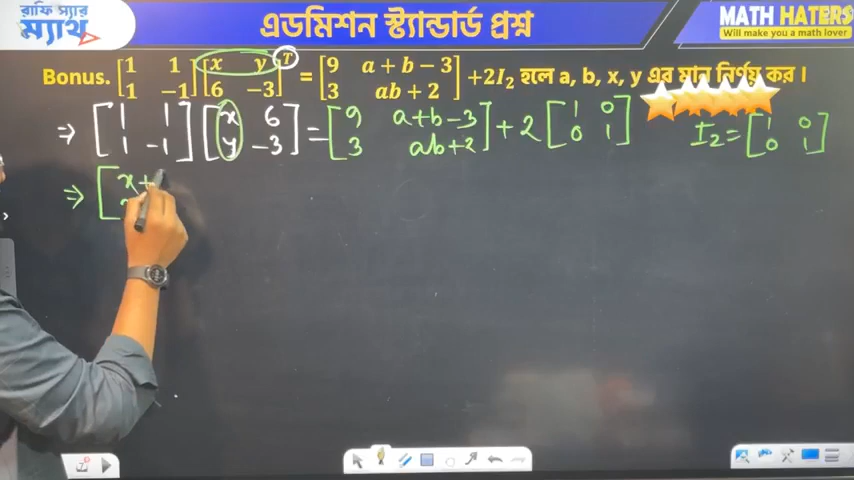 রাফি স্যার
ম্যাথ
এডমিশন স্ট্যান্ডার্ড প্রশ্ন
MATH HATERS
Will make you a math lover
Bonus. [1 1; 1 -1] [x y; 6 -3]^T = [9 a + b - 3; 3 ab + 2] +2I₂ হলে a, b, x, y এর মান নির্ণয় কর।
⇒ [1 1; 1 -1] [x 6; y -3] = [9 a+b-3; 3 ab+2] + 2 [1 0; 0 1] I₂ = [1 0; 0 1]
⇒ [x+